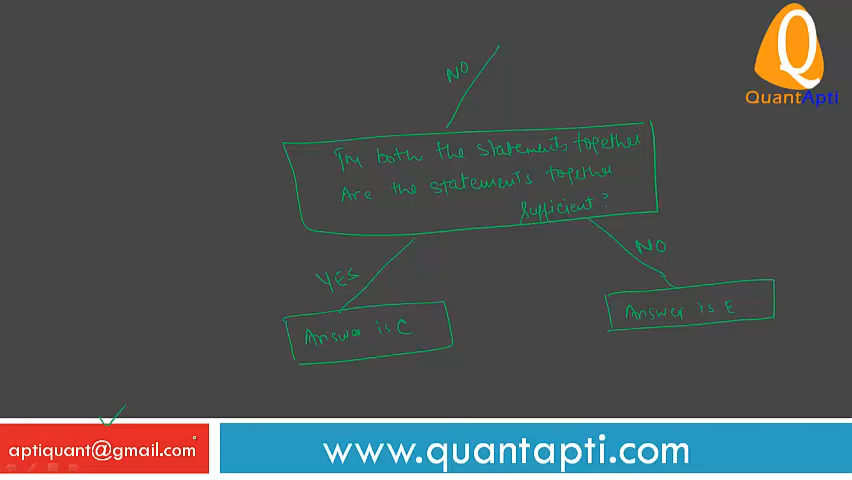 QuantApti
NO
Try both the statements together
Are the statements together
Sufficient?
YES
NO
Answer is C
Answer is E
aptiquant@gmail.com
www.quantapti.com